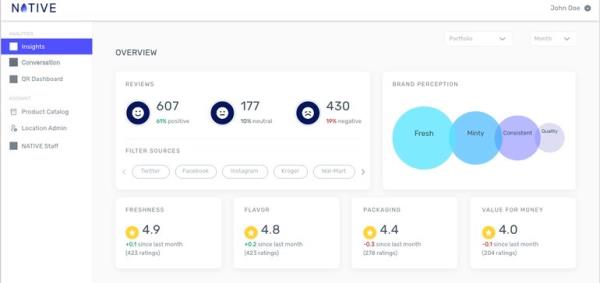 NATIVE
John Doe
ANALYTICS
Insights
Conversation
QR Dashboard
ACCOUNT
Product Catalog
Location Admin
NATIVE Staff
Portfolio
Month
OVERVIEW
REVIEWS
607
61% positive
177
10% neutral
430
19% negative
FILTER SOURCES
Twitter
Facebook
Instagram
Kroger
Wal-Mart
BRAND PERCEPTION
Fresh
Minty
Consistent
Quality
FRESHNESS
4.9
+0.1 since last month
(423 ratings)
FLAVOR
4.8
+0.2 since last month
(423 ratings)
PACKAGING
4.4
-0.3 since last month
(278 ratings)
VALUE FOR MONEY
4.0
-0.1 since last month
(204 ratings)